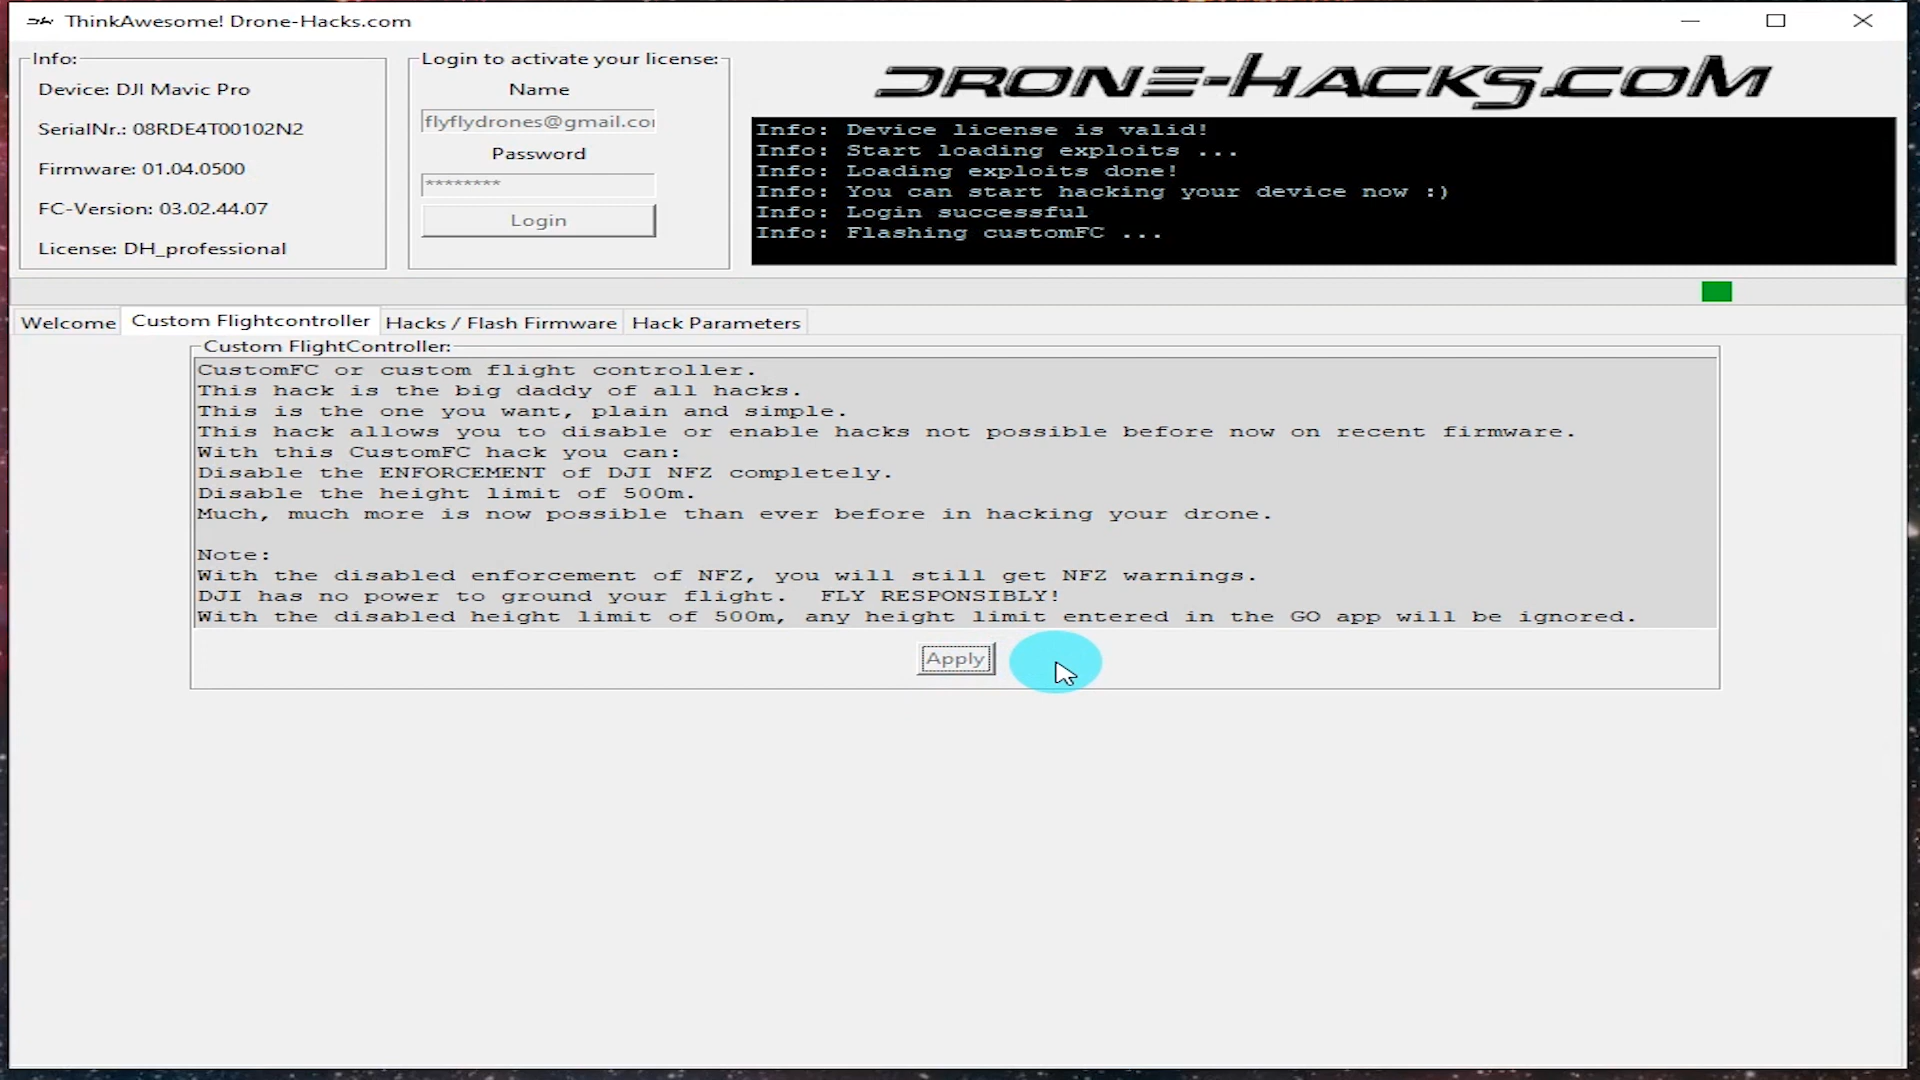 ThinkAwesome! Drone-Hacks.com
Info:
Device: DJI Mavic Pro
SerialNr.: 08RDE4T00102N2
Firmware: 01.04.0500
FC-Version: 03.02.44.07
License: DH_professional
Login to activate your license:
Name
flyflydrones@gmail.co
Password
********
Login
DRONE-HACKS.COM
Info: Device license is valid!
Info: Start loading exploits ...
Info: Loading exploits done!
Info: You can start hacking your device now :)
Info: Login successful
Info: Flashing customFC ...
Welcome Custom Flightcontroller Hacks / Flash Firmware Hack Parameters
Custom FlightController:
CustomFC or custom flight controller.
This hack is the big daddy of all hacks.
This is the one you want, plain and simple.
This hack allows you to disable or enable hacks not possible before now on recent firmware.
With this CustomFC hack you can:
Disable the ENFORCEMENT of DJI NFZ completely.
Disable the height limit of 500m.
Much, much more is now possible than ever before in hacking your drone.
Note:
With the disabled enforcement of NFZ, you will still get NFZ warnings.
DJI has no power to ground your flight. FLY RESPONSIBLY!
With the disabled height limit of 500m, any height limit entered in the GO app will be ignored.
Apply